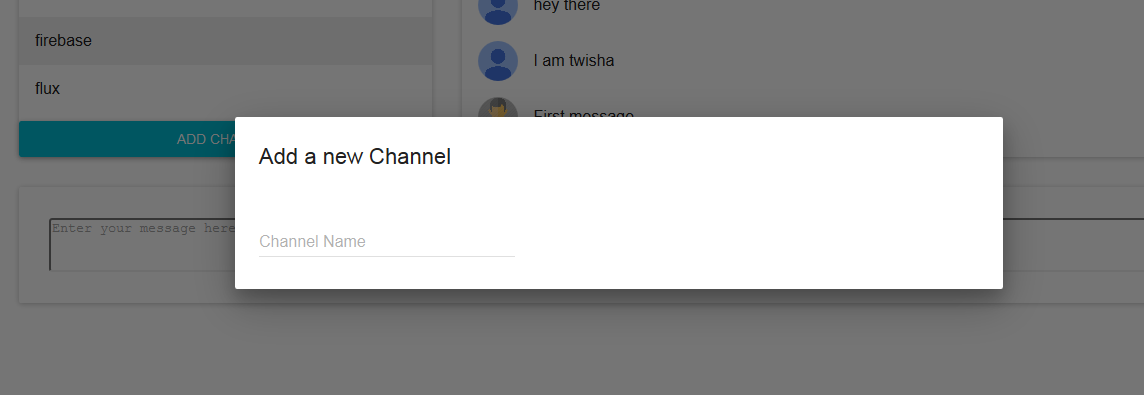 firebase
flux
ADD CHA
hey there
I am twisha
First message
Add a new Channel
Channel Name
Enter your message here